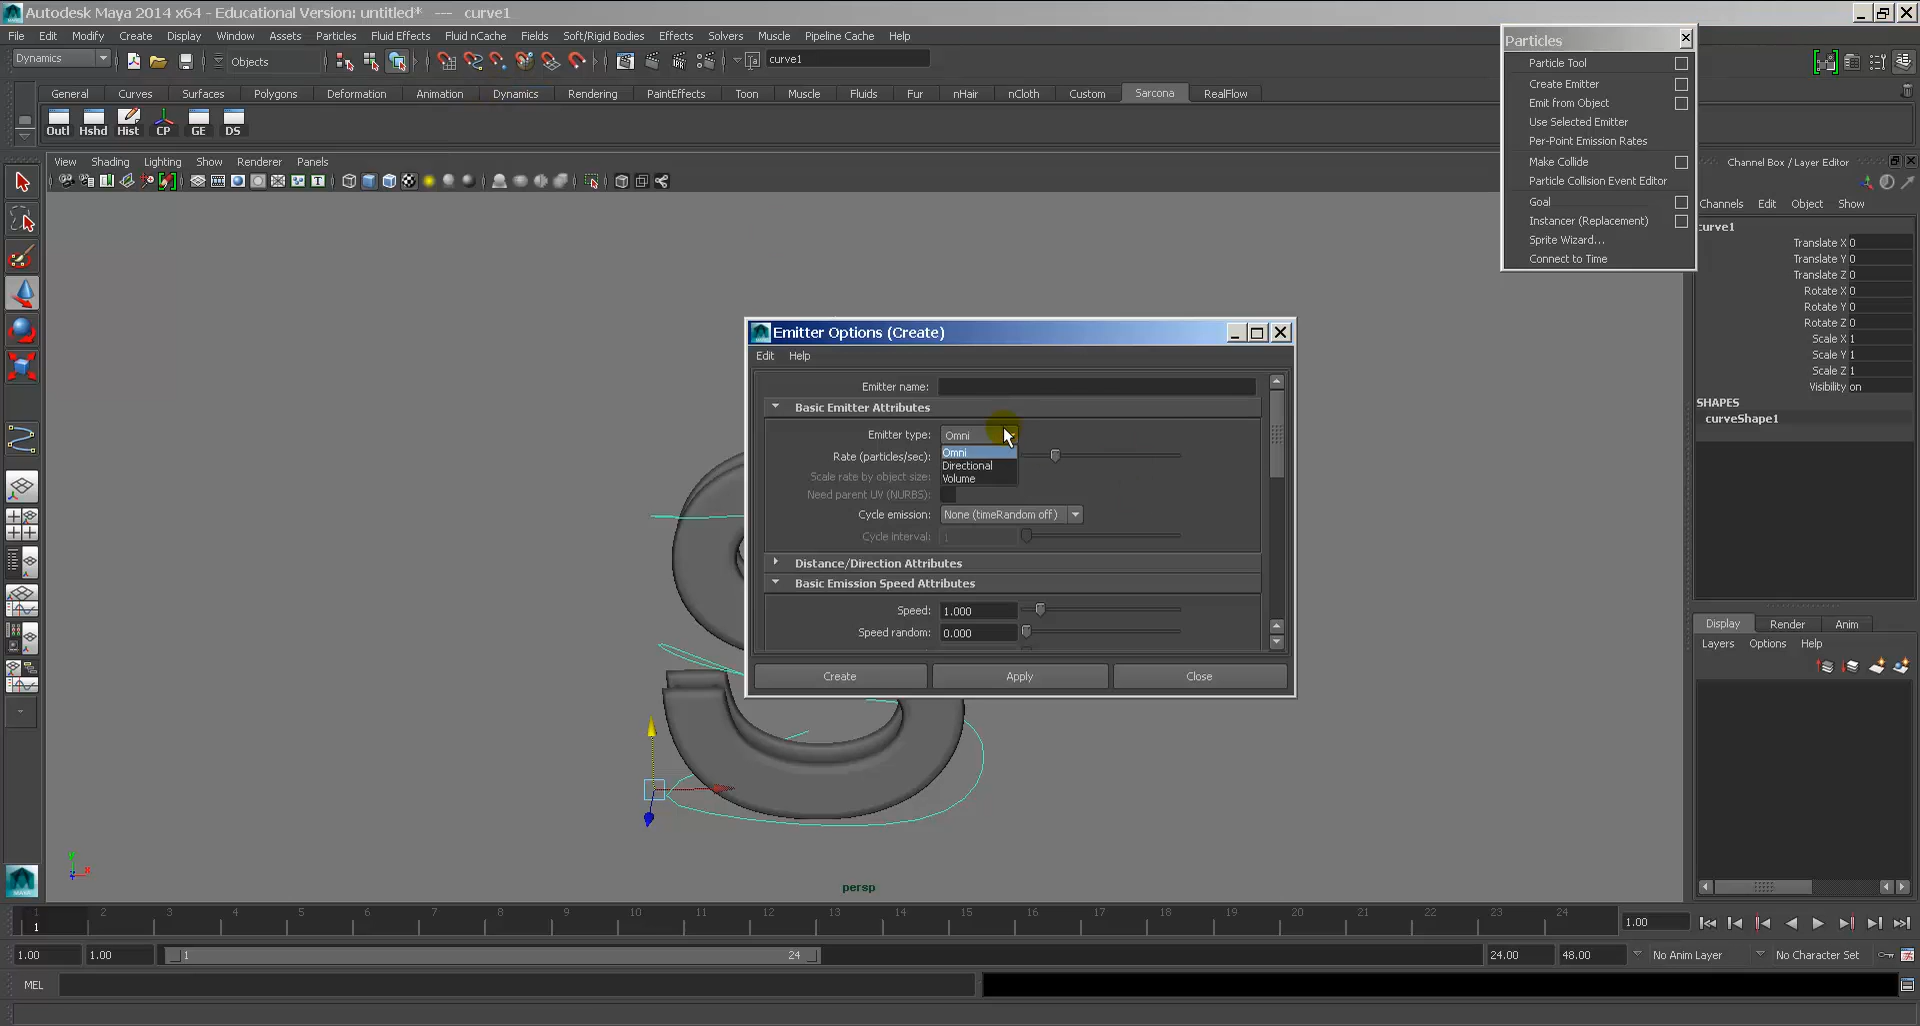 Autodesk Maya 2014 x64 - Educational Version: untitled*   ---   curve1
File Edit Modify Create Display Window Assets Particles Fluid Effects Fluid nCache Fields Soft/Rigid Bodies Effects Solvers Muscle Pipeline Cache Help
Dynamics Objects curve1
General Curves Surfaces Polygons Deformation Animation Dynamics Rendering PaintEffects Toon Muscle Fluids Fur nHair nCloth Custom Sarcona RealFlow
Outl Hshd Hist CP GE DS
View Shading Lighting Show Renderer Panels
Particles
Particle Tool
Create Emitter
Emit from Object
Use Selected Emitter
Per-Point Emission Rates
Make Collide
Particle Collision Event Editor
Goal
Instancer (Replacement)
Sprite Wizard...
Connect to Time
Channel Box / Layer Editor
Channels Edit Object Show
curve1
Translate X 0
Translate Y 0
Translate Z 0
Rotate X 0
Rotate Y 0
Rotate Z 0
Scale X 1
Scale Y 1
Scale Z 1
Visibility on
SHAPES
curveShape1
Emitter Options (Create)
Edit Help
Emitter name:
Basic Emitter Attributes
Emitter type: Omni
Omni
Directional
Volume
Rate (particles/sec):
Scale rate by object size:
Need parent UV (NURBS):
Cycle emission: None (timeRandom off)
Cycle interval: 1
Distance/Direction Attributes
Basic Emission Speed Attributes
Speed: 1.000
Speed random: 0.000
Create Apply Close
Display Render Anim
Layers Options Help
x
persp
1 2 3 4 5 6 7 8 9 10 11 12 13 14 15 16 17 18 19 20 21 22 23 24
1
1.00
1.00 1.00 1 24 24.00 48.00 No Anim Layer No Character Set
MEL